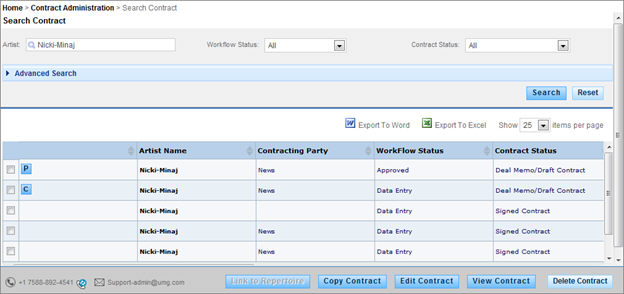 Home > Contract Administration > Search Contract
Search Contract
Artist: Nicki-Minaj Workflow Status: All Contract Status: All
Advanced Search
Search Reset
Export To Word Export To Excel Show 25 items per page
Artist Name Contracting Party WorkFlow Status Contract Status
P Nicki-Minaj News Approved Deal Memo/Draft Contract
C Nicki-Minaj News Data Entry Deal Memo/Draft Contract
Nicki-Minaj Data Entry Signed Contract
Nicki-Minaj News Data Entry Signed Contract
Nicki-Minaj News Data Entry Signed Contract
+1 7588-892-4541 Support-admin@umg.com Link to Repertoire Copy Contract Edit Contract View Contract Delete Contract